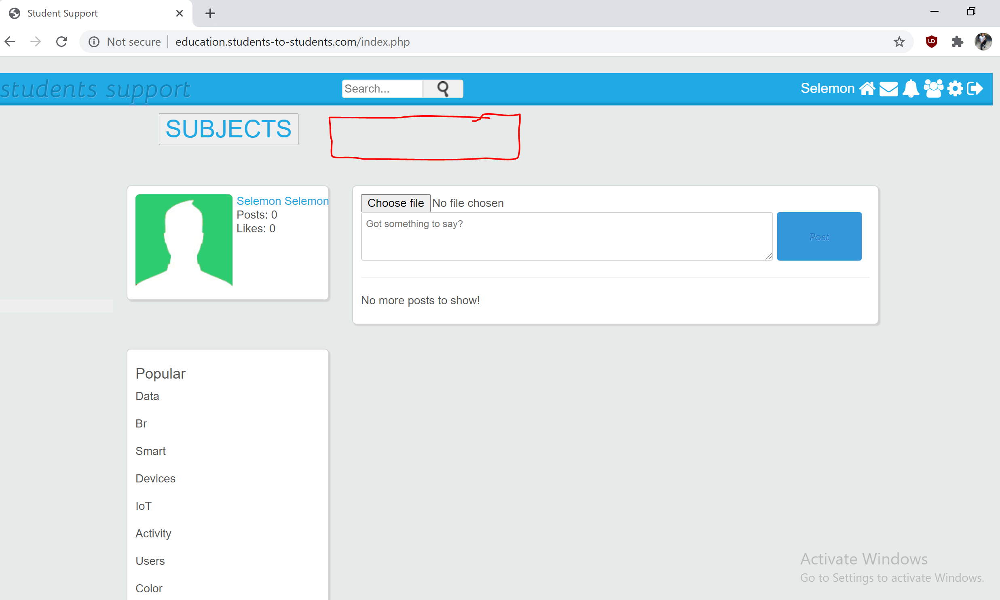 Student Support
Not secure education.students-to-students.com/index.php
students support
Search...
Selemon
SUBJECTS
Selemon Selemon
Posts: 0
Likes: 0
Choose file No file chosen
Got something to say?
Post
No more posts to show!
Popular
Data
Br
Smart
Devices
IoT
Activity
Users
Color
Activate Windows
Go to Settings to activate Windows.